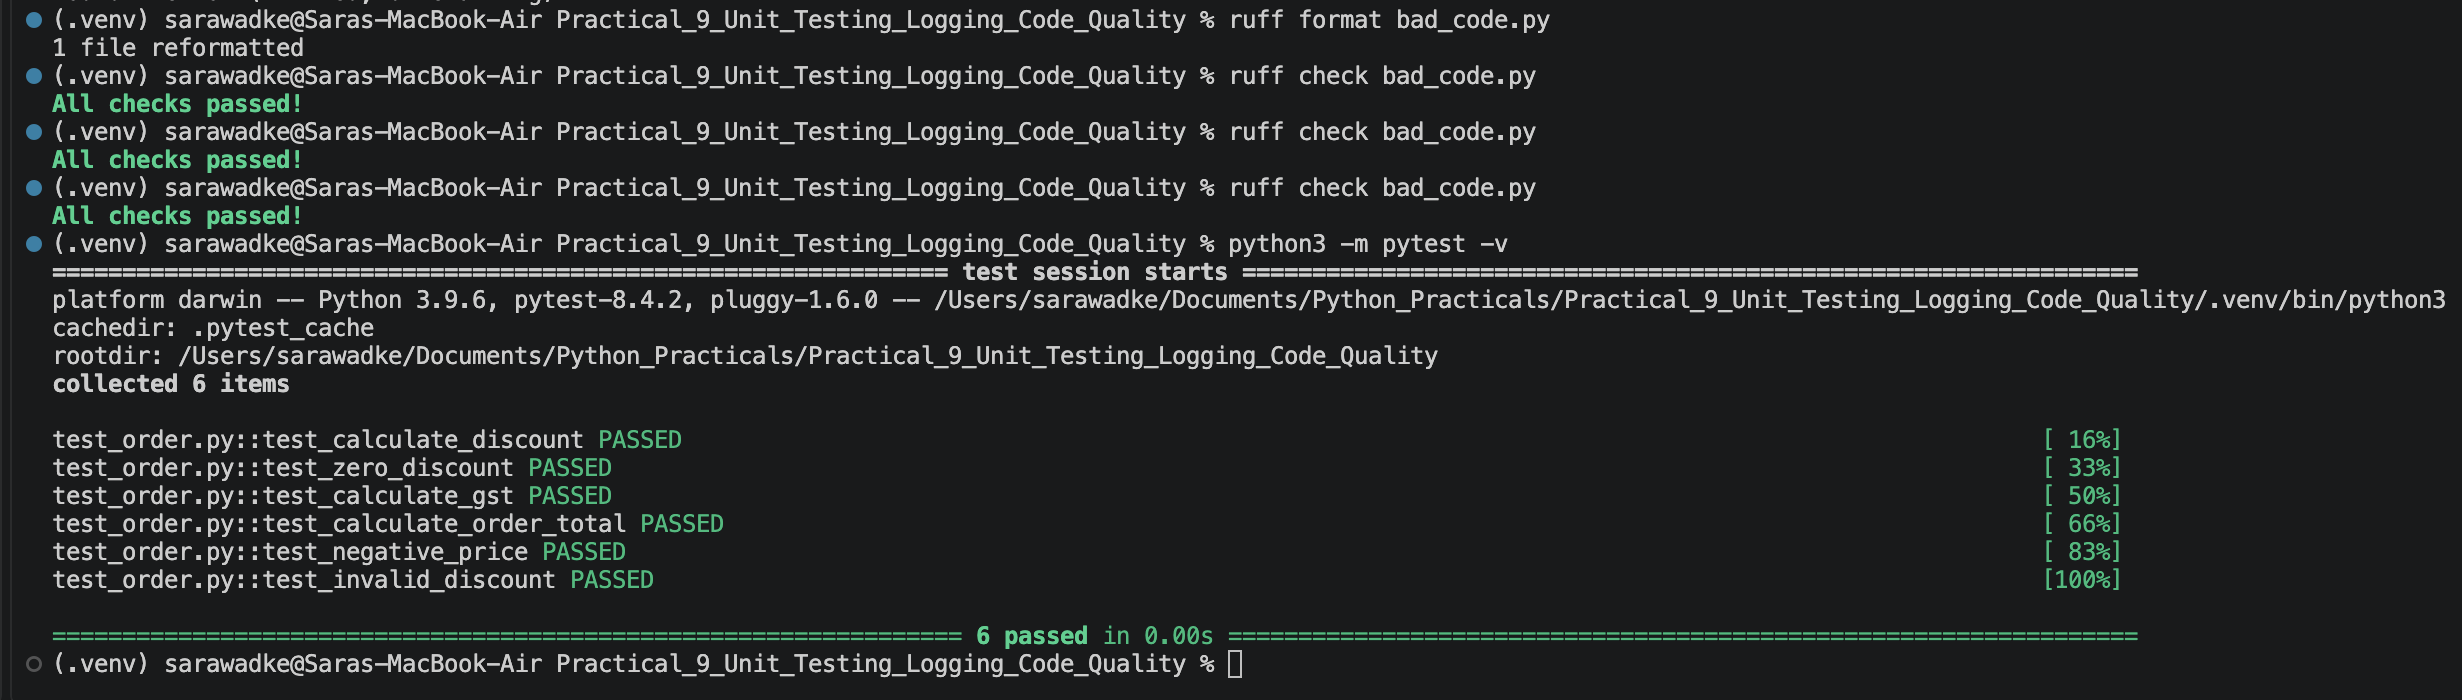 (.venv) sarawadke@Saras-MacBook-Air Practical_9_Unit_Testing_Logging_Code_Quality % ruff format bad_code.py
1 file reformatted
(.venv) sarawadke@Saras-MacBook-Air Practical_9_Unit_Testing_Logging_Code_Quality % ruff check bad_code.py
All checks passed!
(.venv) sarawadke@Saras-MacBook-Air Practical_9_Unit_Testing_Logging_Code_Quality % ruff check bad_code.py
All checks passed!
(.venv) sarawadke@Saras-MacBook-Air Practical_9_Unit_Testing_Logging_Code_Quality % ruff check bad_code.py
All checks passed!
(.venv) sarawadke@Saras-MacBook-Air Practical_9_Unit_Testing_Logging_Code_Quality % python3 -m pytest -v
================================================================ test session starts ================================================================
platform darwin -- Python 3.9.6, pytest-8.4.2, pluggy-1.6.0 -- /Users/sarawadke/Documents/Python_Practicals/Practical_9_Unit_Testing_Logging_Code_Quality/.venv/bin/python3
cachedir: .pytest_cache
rootdir: /Users/sarawadke/Documents/Python_Practicals/Practical_9_Unit_Testing_Logging_Code_Quality
collected 6 items
test_order.py::test_calculate_discount PASSED [ 16%]
test_order.py::test_zero_discount PASSED [ 33%]
test_order.py::test_calculate_gst PASSED [ 50%]
test_order.py::test_calculate_order_total PASSED [ 66%]
test_order.py::test_negative_price PASSED [ 83%]
test_order.py::test_invalid_discount PASSED [100%]
================================================================= 6 passed in 0.00s =================================================================
(.venv) sarawadke@Saras-MacBook-Air Practical_9_Unit_Testing_Logging_Code_Quality %